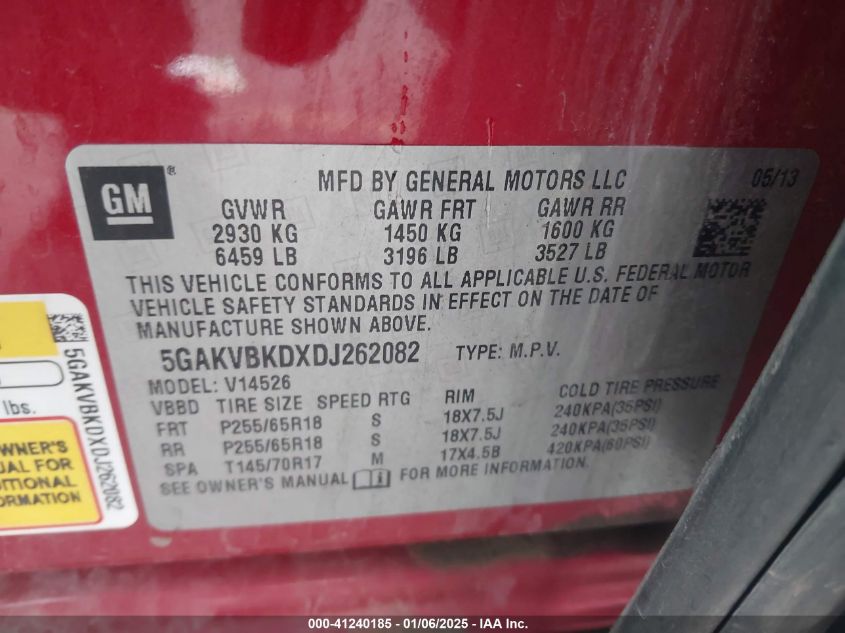 GM®
MFD BY GENERAL MOTORS LLC 05/13
GVWR GAWR FRT GAWR RR
2930 KG 1450 KG 1600 KG
6459 LB 3196 LB 3527 LB
THIS VEHICLE CONFORMS TO ALL APPLICABLE U.S. FEDERAL MOTOR
VEHICLE SAFETY STANDARDS IN EFFECT ON THE DATE OF
MANUFACTURE SHOWN ABOVE.
5GAKVBKDXDJ262082 TYPE: M.P.V.
MODEL: V14526
VBBD TIRE SIZE SPEED RTG RIM COLD TIRE PRESSURE
FRT P255/65R18 S 18X7.5J 240KPA(35PSI)
RR P255/65R18 S 18X7.5J 240KPA(35PSI)
SPA T145/70R17 M 17X4.5B 420KPA(60PSI)
SEE OWNER'S MANUAL FOR MORE INFORMATION.
5GAKVBKDXDJ262082
lbs.
WNER'S
UAL FOR
DITIONAL
RMATION
000-41240185 - 01/06/2025 - IAA Inc.